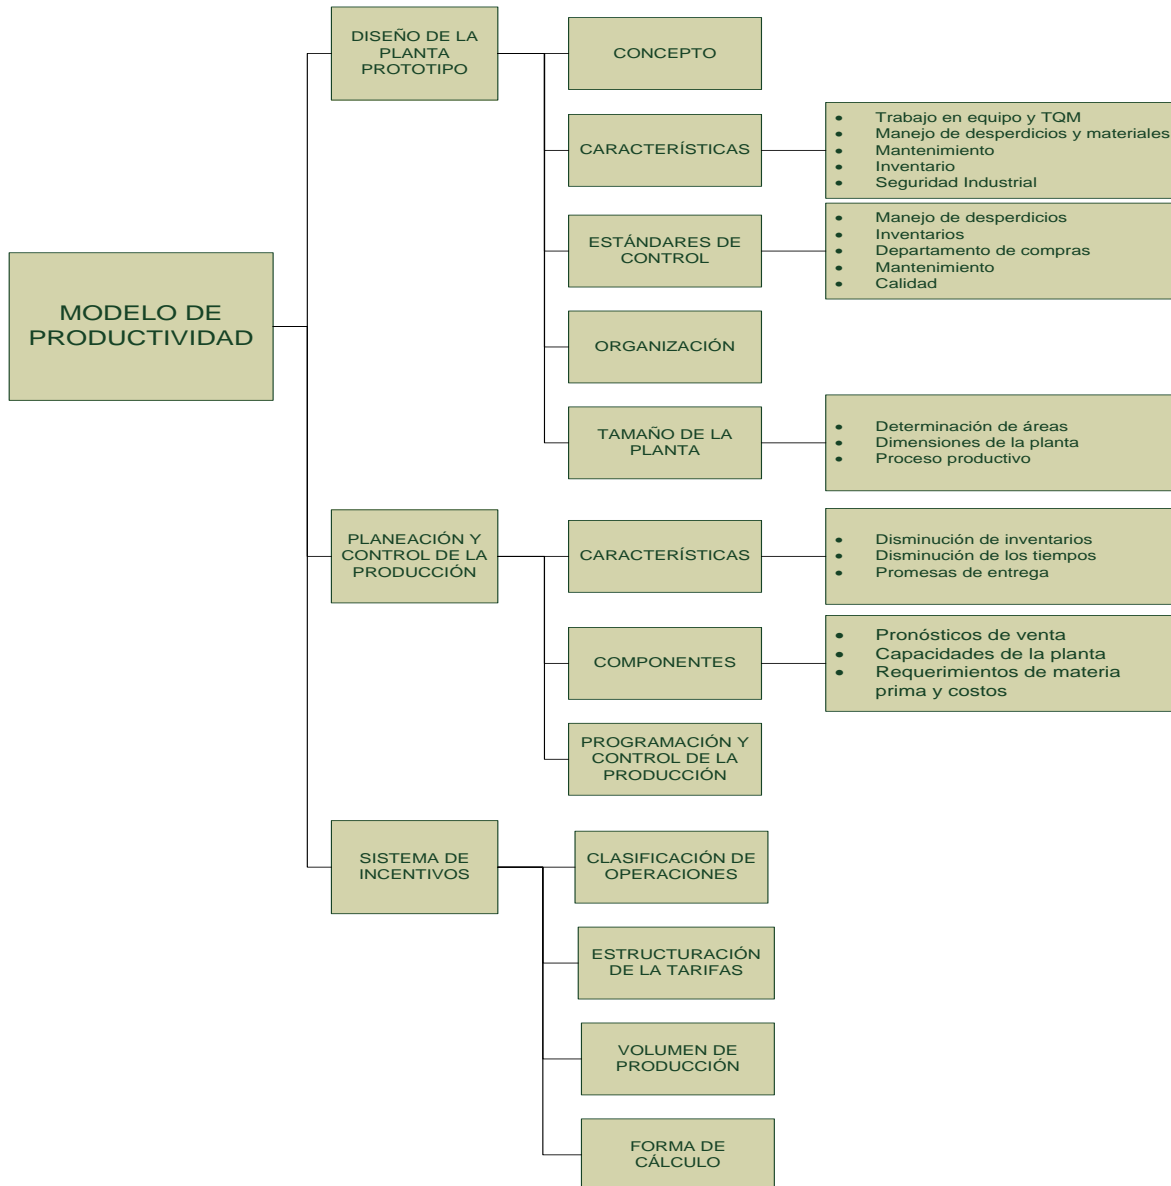 MODELO DE
PRODUCTIVIDAD
DISEÑO DE LA
PLANTA
PROTOTIPO
CONCEPTO
CARACTERÍSTICAS
• Trabajo en equipo y TQM
• Manejo de desperdicios y materiales
• Mantenimiento
• Inventario
• Seguridad Industrial
ESTÁNDARES DE
CONTROL
• Manejo de desperdicios
• Inventarios
• Departamento de compras
• Mantenimiento
• Calidad
ORGANIZACIÓN
TAMAÑO DE LA
PLANTA
• Determinación de áreas
• Dimensiones de la planta
• Proceso productivo
PLANEACIÓN Y
CONTROL DE LA
PRODUCCIÓN
CARACTERÍSTICAS
• Disminución de inventarios
• Disminución de los tiempos
• Promesas de entrega
COMPONENTES
• Pronósticos de venta
• Capacidades de la planta
• Requerimientos de materia
prima y costos
PROGRAMACIÓN Y
CONTROL DE LA
PRODUCCIÓN
SISTEMA DE
INCENTIVOS
CLASIFICACIÓN DE
OPERACIONES
ESTRUCTURACIÓN
DE LA TARIFAS
VOLUMEN DE
PRODUCCIÓN
FORMA DE
CÁLCULO